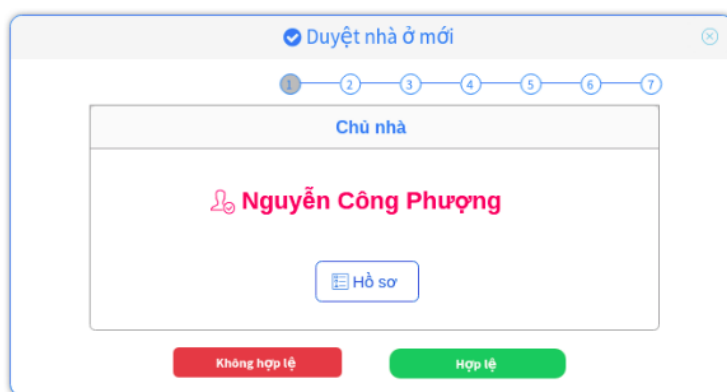 Duyệt nhà ở mới
1 2 3 4 5 6 7
Chủ nhà
Nguyễn Công Phượng
Hồ sơ
Không hợp lệ Hợp lệ